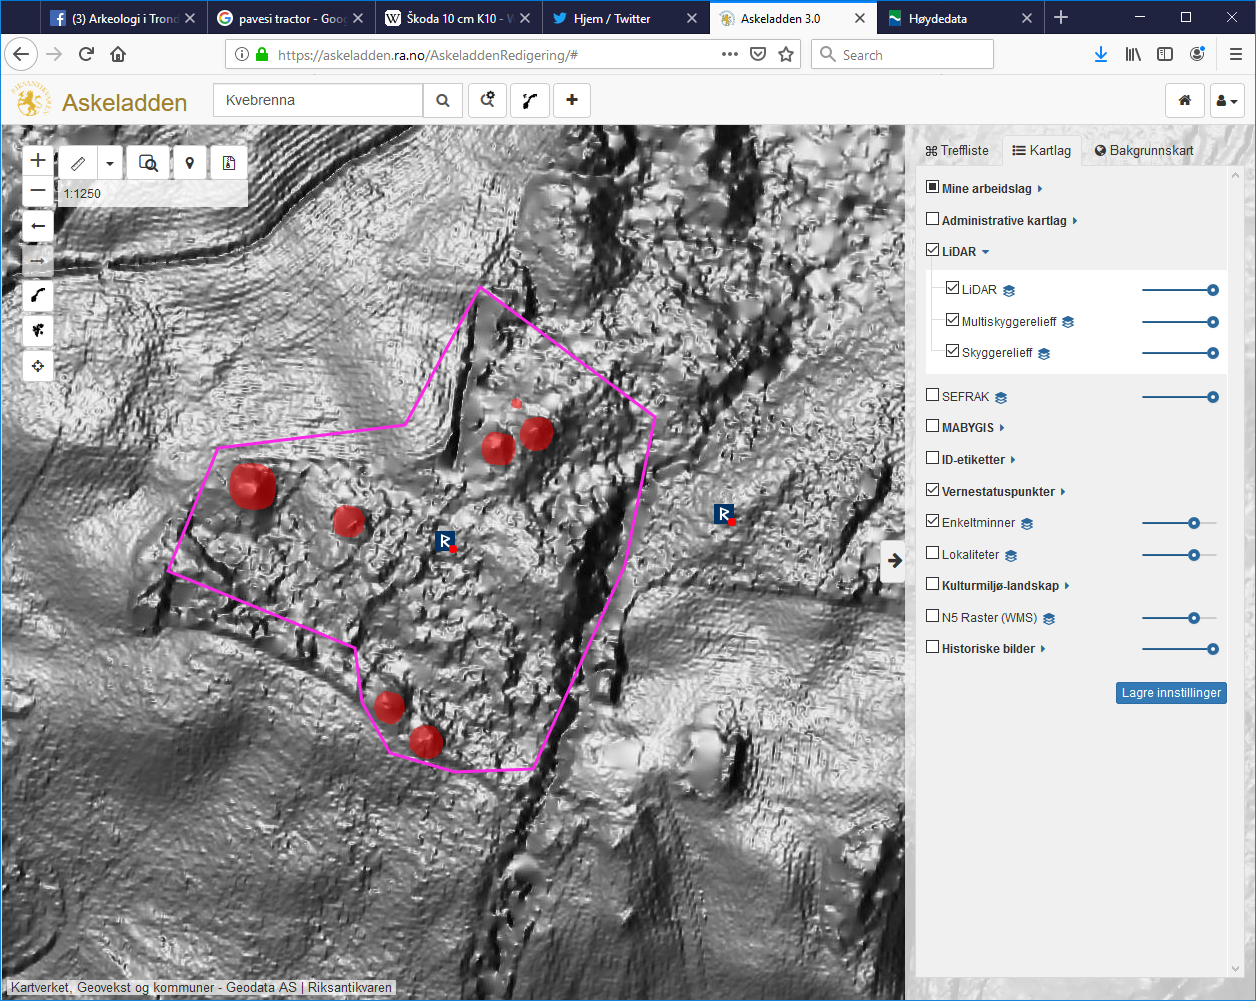 (3) Arkeologi i Trond
pavesi tractor - Goo
Škoda 10 cm K10 - W
Hjem / Twitter
Askeladden 3.0
Høydedata
https://askeladden.ra.no/AskeladdenRedigering/#
Search
RIKSANTIKVAREN
Askeladden
Kvebrenna
1:1250
Treffliste
Kartlag
Bakgrunnskart
Mine arbeidslag
Administrative kartlag
LiDAR
LiDAR
Multiskyggerelieff
Skyggerelieff
SEFRAK
MABYGIS
ID-etiketter
Vernestatuspunkter
Enkeltminner
Lokaliteter
Kulturmiljø-landskap
N5 Raster (WMS)
Historiske bilder
Lagre innstillinger
R
R
Kartverket, Geovekst og kommuner - Geodata AS | Riksantikvaren